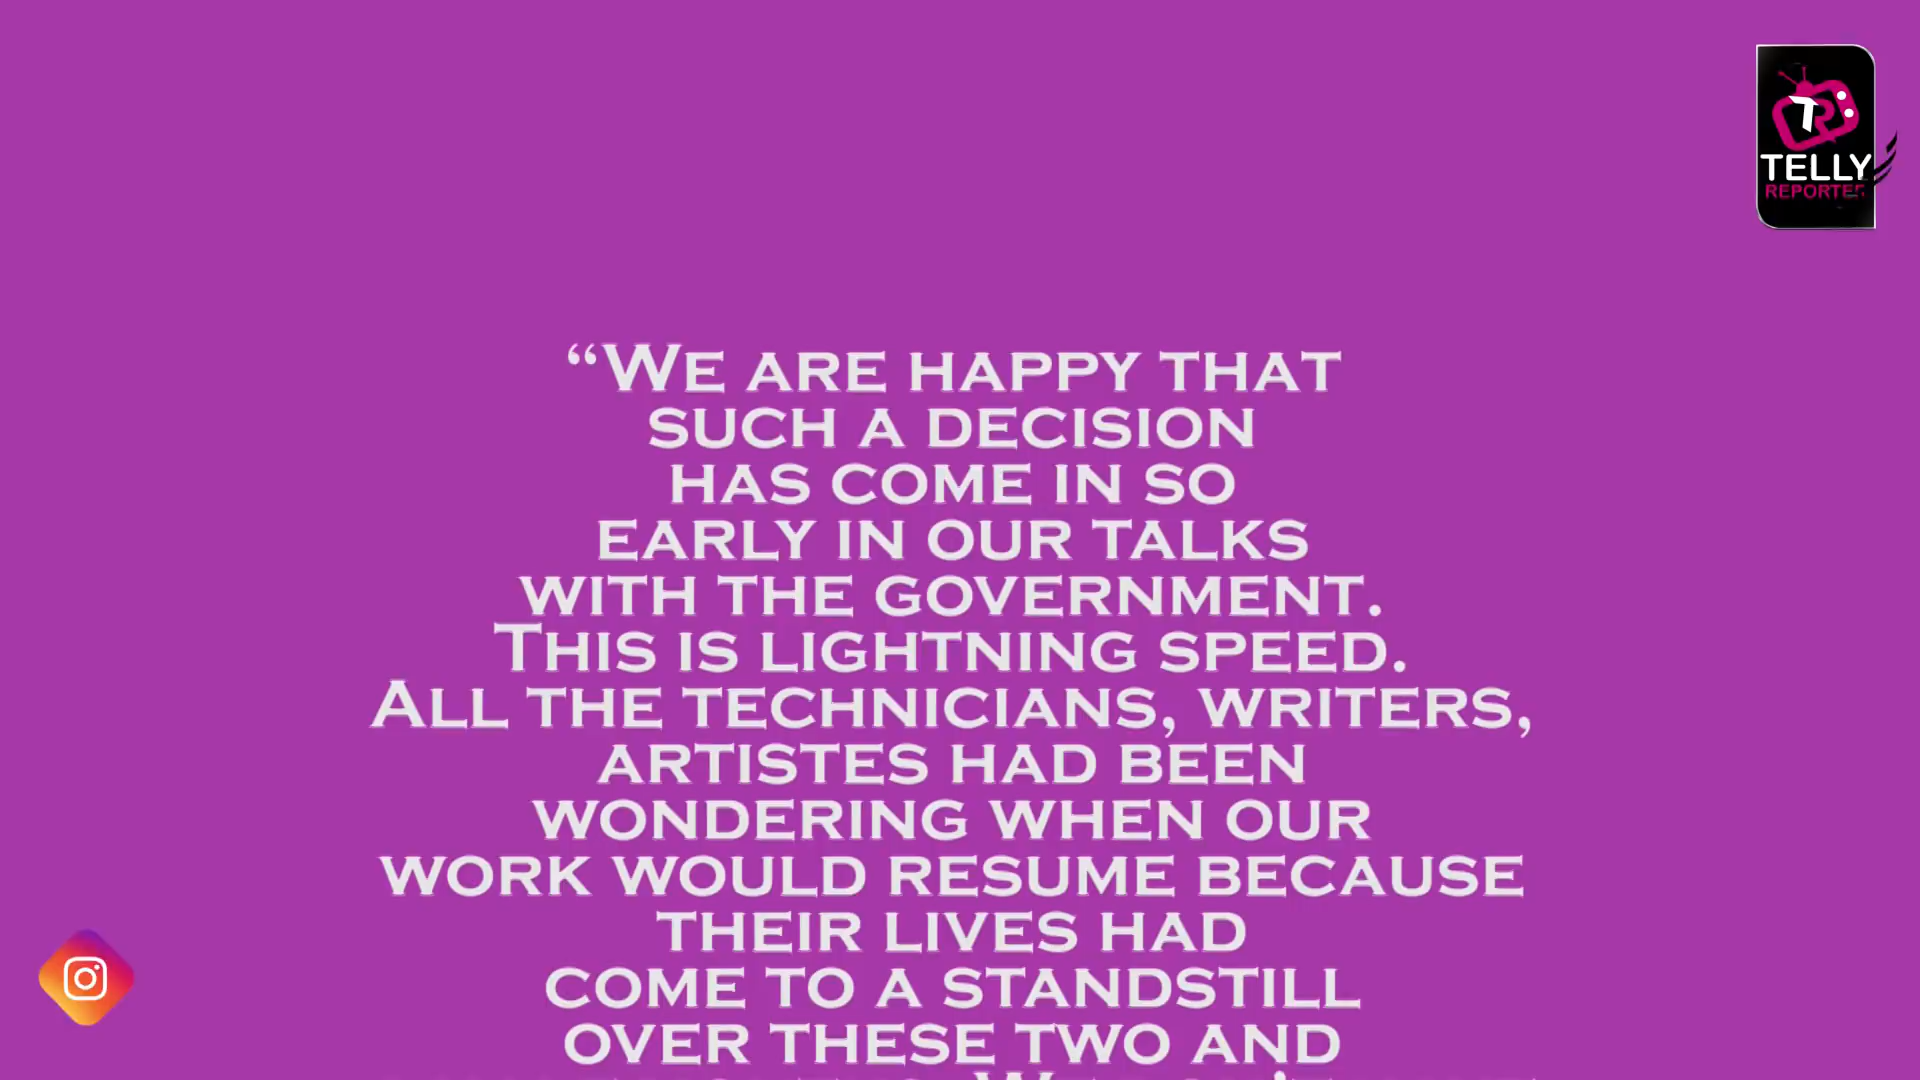 TR
TELLY
REPORTER
“We are happy that
such a decision
has come in so
early in our talks
with the government.
This is lightning speed.
All the technicians, writers,
artistes had been
wondering when our
work would resume because
their lives had
come to a standstill
over these two and